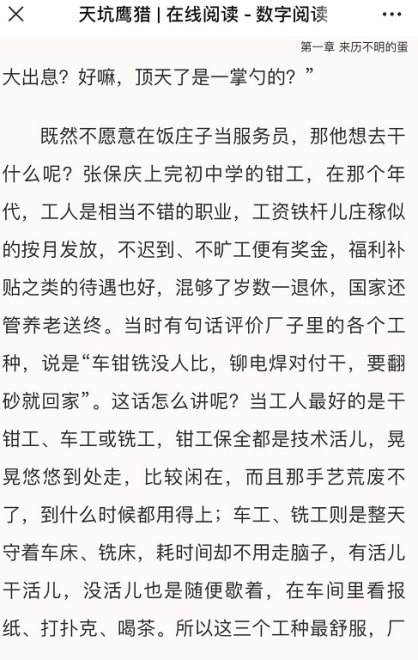 天坑鹰猎 | 在线阅读 - 数字阅读
第一章 来历不明的蛋
大出息？好嘛，顶天了是一掌勺的？”
既然不愿意在饭庄子当服务员，那他想去干
什么呢？张保庆上完初中学的钳工，在那个年
代，工人是相当不错的职业，工资铁杆儿庄稼似
的按月发放，不迟到、不旷工便有奖金，福利补
贴之类的待遇也好，混够了岁数一退休，国家还
管养老送终。当时有句话评价厂子里的各个工
种，说是“车钳铣没人比，铆电焊对付干，要翻
砂就回家”。这话怎么讲呢？当工人最好的是干
钳工、车工或铣工，钳工保全都是技术活儿，晃
晃悠悠到处走，比较闲在，而且那手艺荒废不
了，到什么时候都用得上；车工、铣工则是整天
守着车床、铣床，耗时间却不用走脑子，有活儿
干活儿，没活儿也是随便歇着，在车间里看报
纸、打扑克、喝茶。所以这三个工种最舒服，厂